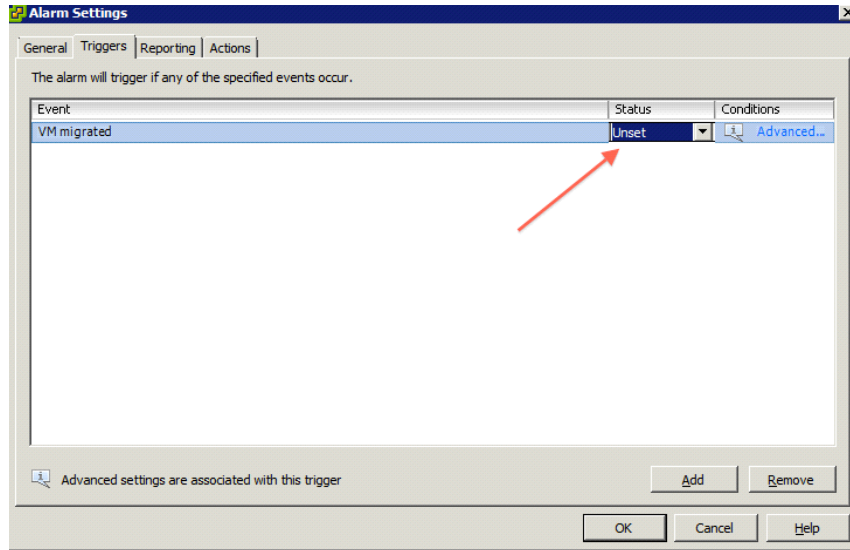 Alarm Settings
General Triggers Reporting Actions
The alarm will trigger if any of the specified events occur.
Event Status Conditions
VM migrated Unset Advanced...
Advanced settings are associated with this trigger
Add Remove
OK Cancel Help